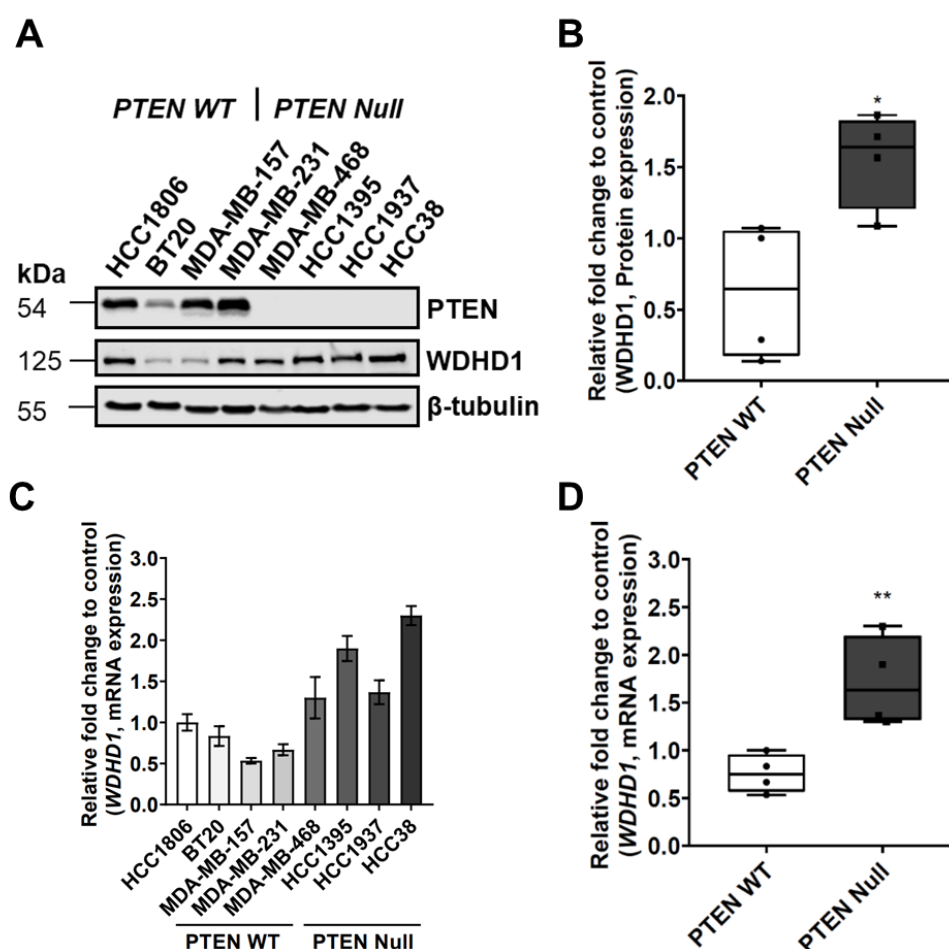 A
PTEN WT | PTEN Null
HCC1806
BT20
MDA-MB-157
MDA-MB-231
MDA-MB-468
HCC1395
HCC1937
HCC38
kDa
54
PTEN
125
WDHD1
55
β-tubulin
B
Relative fold change to control
(WDHD1, Protein expression)
2.0
1.5
1.0
0.5
0.0
*
PTEN WT
PTEN Null
C
Relative fold change to control
(WDHD1, mRNA expression)
3.0
2.5
2.0
1.5
1.0
0.5
0.0
HCC1806
BT20
MDA-MB-157
MDA-MB-231
MDA-MB-468
HCC1395
HCC1937
HCC38
PTEN WT
PTEN Null
D
Relative fold change to control
(WDHD1, mRNA expression)
3.0
2.5
2.0
1.5
1.0
0.5
0.0
**
PTEN WT
PTEN Null